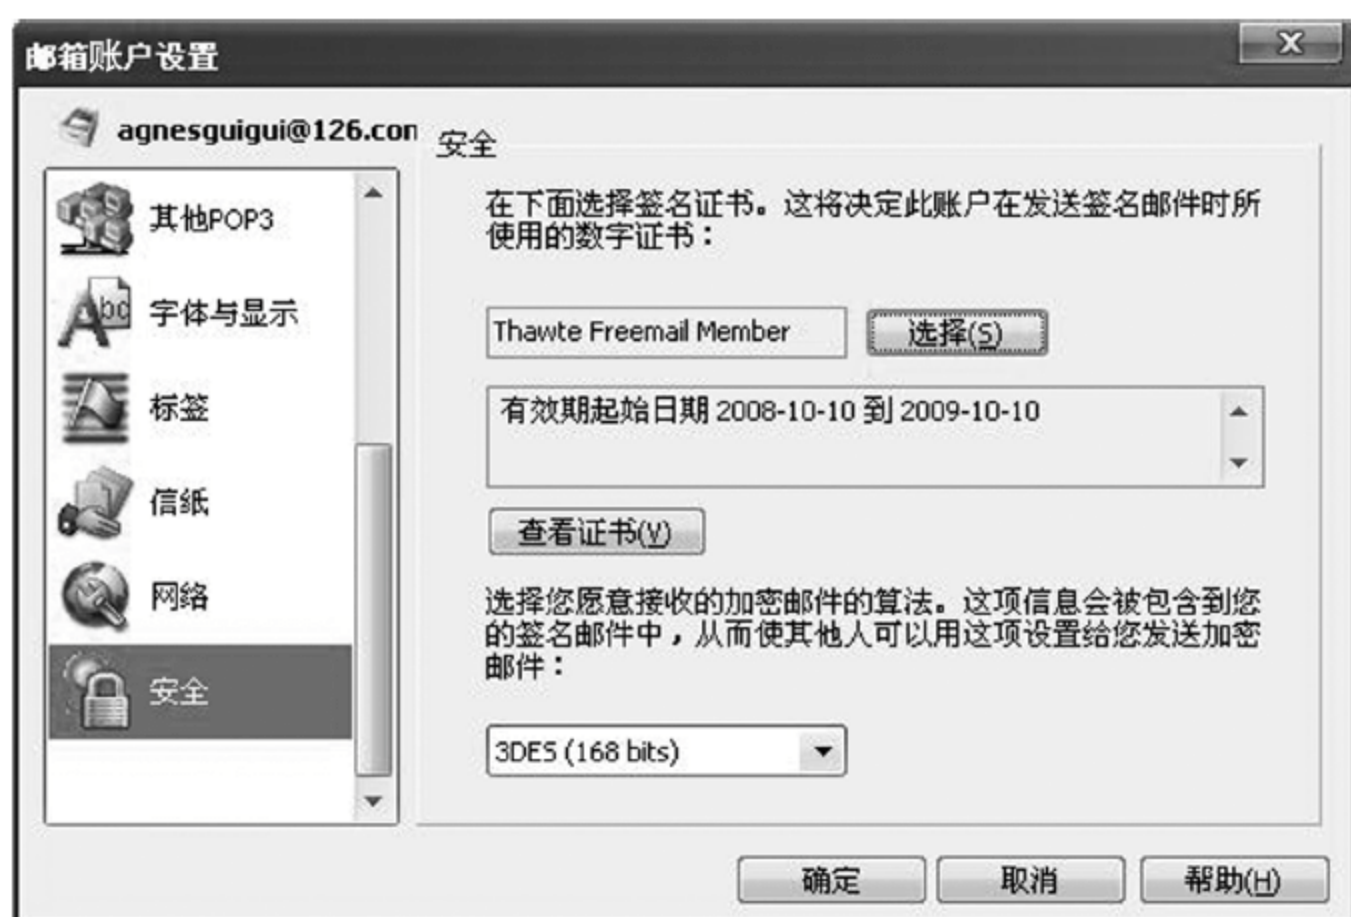 邮箱账户设置
agnesguigui@126.con
其他POP3
字体与显示
标签
信纸
网络
安全
安全
在下面选择签名证书。这将决定此账户在发送签名邮件时所
使用的数字证书：
Thawte Freemail Member
选择(S)
有效期起始日期 2008-10-10 到 2009-10-10
查看证书(V)
选择您愿意接收的加密邮件的算法。这项信息会被包含到您
的签名邮件中，从而使其他人可以用这项设置给您发送加密
邮件：
3DES (168 bits)
确定
取消
帮助(H)